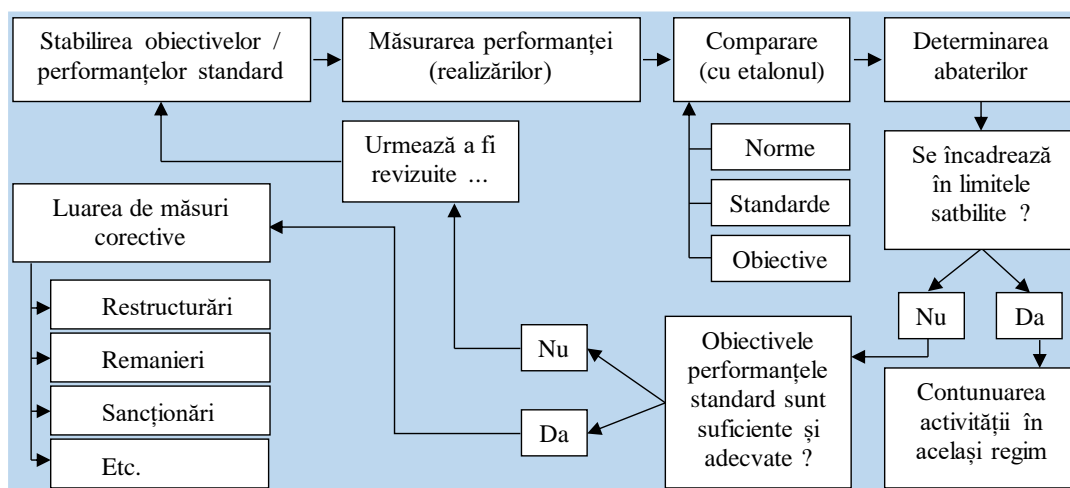 Stabilirea obiectivelor /
performanțelor standard
Măsurarea performanței
(realizărilor)
Comparare
(cu etalonul)
Determinarea
abaterilor
Urmează a fi
revizuite ...
Norme
Standarde
Obiective
Se încadrează
în limitele
satbilite ?
Luarea de măsuri
corective
Restructurări
Remanieri
Sancționări
Etc.
Nu
Da
Obiectivele
performanțele
standard sunt
suficiente și
adecvate ?
Nu
Da
Contunuarea
activității în
același regim